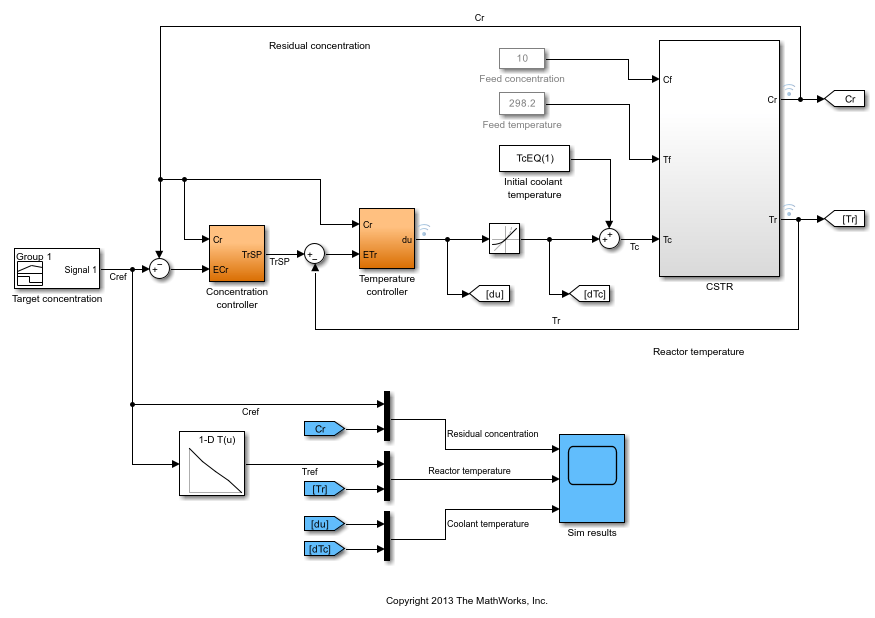 Cr
Residual concentration
10
Feed concentration
298.2
Feed temperature
TcEQ(1)
Initial coolant
temperature
Cf
Tf
Tc
Cr
Tr
CSTR
Cr
[Tr]
Group 1
Signal 1
Target concentration
Cref
+
−
Cr
ECr
TrSP
Concentration
controller
TrSP
+
−
Cr
ETr
du
Temperature
controller
[du]
[dTc]
+
+
Tc
Tr
Reactor temperature
Cref
Cr
1-D T(u)
Tref
[Tr]
[du]
[dTc]
Residual concentration
Reactor temperature
Coolant temperature
Sim results
Copyright 2013 The MathWorks, Inc.